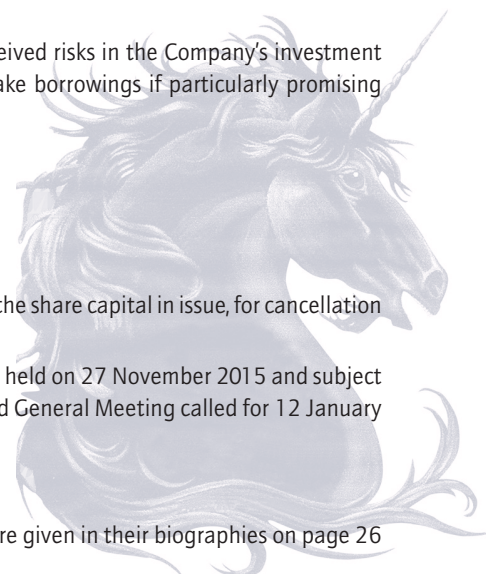 eived risks in the Company's investment
ake borrowings if particularly promising
the share capital in issue, for cancellation
held on 27 November 2015 and subject
d General Meeting called for 12 January
re given in their biographies on page 26